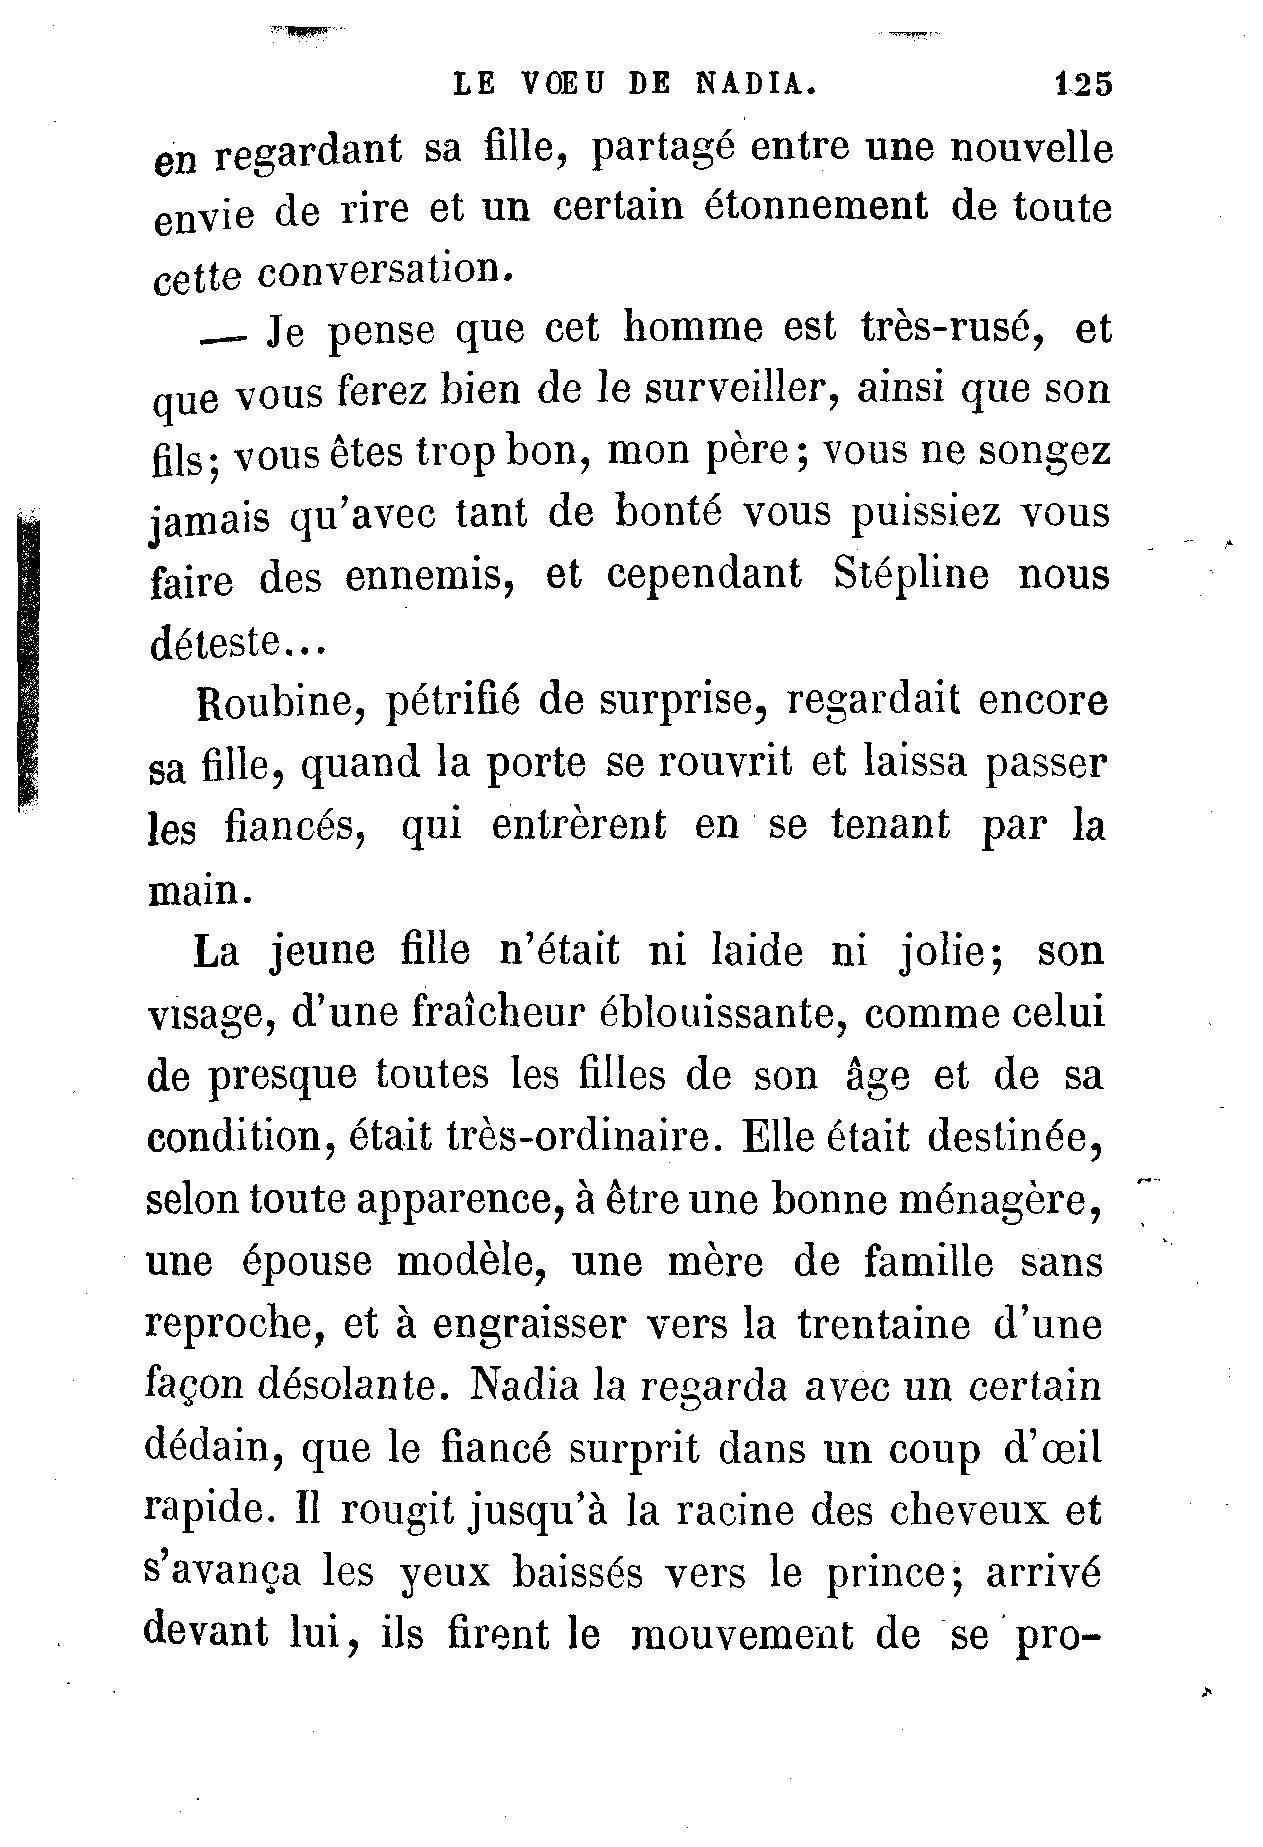 LE VŒU DE NADIA. 125
en regardant sa fille, partagé entre une nouvelle
envie de rire et un certain étonnement de toute
cette conversation.
— Je pense que cet homme est très-rusé, et
que vous ferez bien de le surveiller, ainsi que son
fils; vous êtes trop bon, mon père; vous ne songez
jamais qu'avec tant de bonté vous puissiez vous
faire des ennemis, et cependant Stépline nous
déteste...
Roubine, pétrifié de surprise, regardait encore
sa fille, quand la porte se rouvrit et laissa passer
les fiancés, qui entrèrent en se tenant par la
main.
La jeune fille n'était ni laide ni jolie; son
visage, d'une fraîcheur éblouissante, comme celui
de presque toutes les filles de son âge et de sa
condition, était très-ordinaire. Elle était destinée,
selon toute apparence, à être une bonne ménagère,
une épouse modèle, une mère de famille sans
reproche, et à engraisser vers la trentaine d'une
façon désolante. Nadia la regarda avec un certain
dédain, que le fiancé surprit dans un coup d'œil
rapide. Il rougit jusqu'à la racine des cheveux et
s'avança les yeux baissés vers le prince; arrivé
devant lui, ils firent le mouvement de se pro-